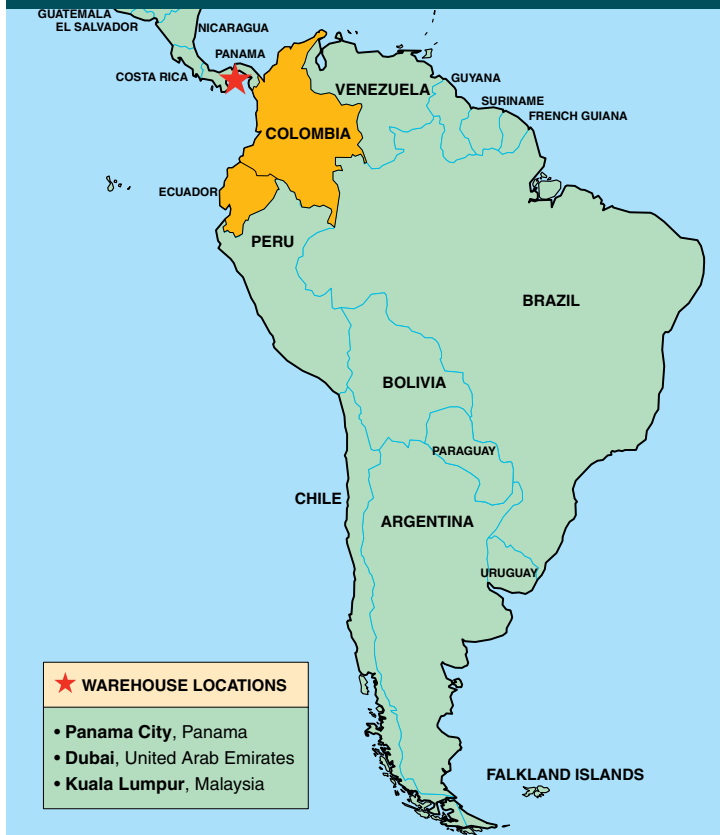 GUATEMALA
EL SALVADOR
NICARAGUA
PANAMA
COSTA RICA
VENEZUELA
GUYANA
SURINAME
FRENCH GUIANA
COLOMBIA
ECUADOR
PERU
BRAZIL
BOLIVIA
PARAGUAY
CHILE
ARGENTINA
URUGUAY
WAREHOUSE LOCATIONS
• Panama City, Panama
• Dubai, United Arab Emirates
• Kuala Lumpur, Malaysia
FALKLAND ISLANDS